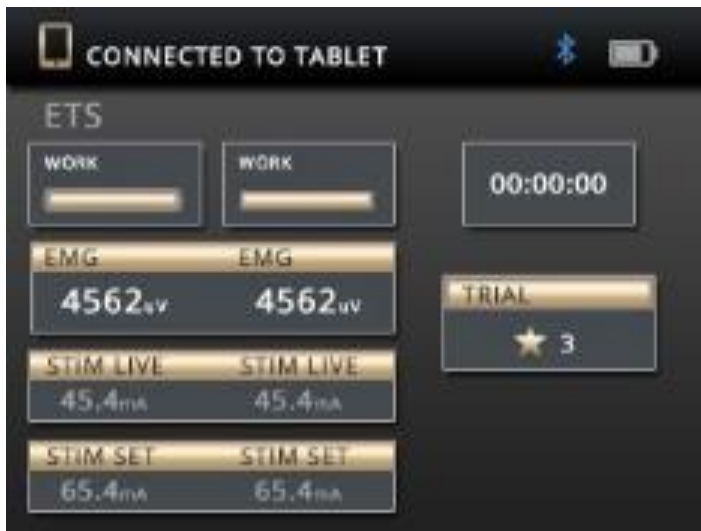 CONNECTED TO TABLET
ETS
WORK WORK
00:00:00
EMG EMG
4562uV 4562uV
TRIAL
3
STIM LIVE STIM LIVE
45.4mA 45.4mA
STIM SET STIM SET
65.4mA 65.4mA